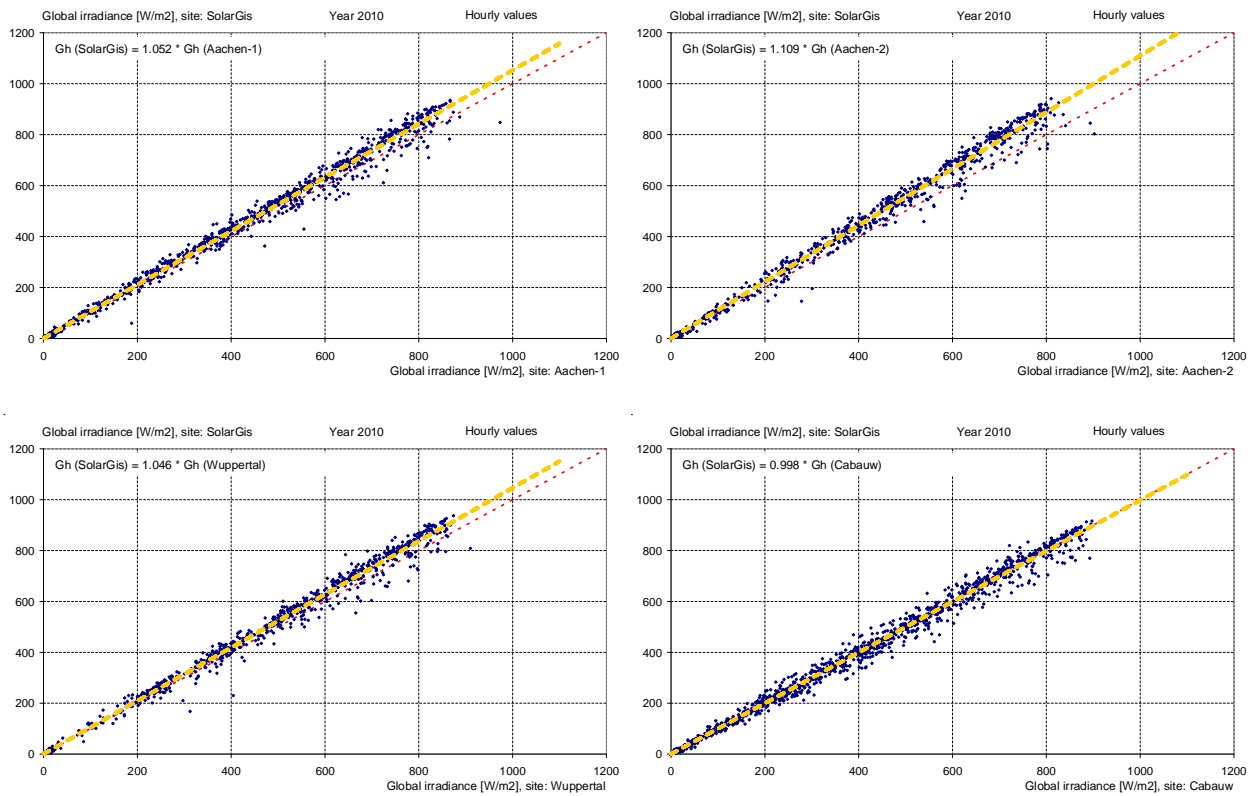 Global irradiance [W/m2], site: SolarGis Year 2010 Hourly values
1200
Gh (SolarGis) = 1.052 * Gh (Aachen-1)
1000
800
600
400
200
0
0 200 400 600 800 1000 1200
Global irradiance [W/m2], site: Aachen-1
Global irradiance [W/m2], site: SolarGis Year 2010 Hourly values
1200
Gh (SolarGis) = 1.109 * Gh (Aachen-2)
1000
800
600
400
200
0
0 200 400 600 800 1000 1200
Global irradiance [W/m2], site: Aachen-2
Global irradiance [W/m2], site: SolarGis Year 2010 Hourly values
1200
Gh (SolarGis) = 1.046 * Gh (Wuppertal)
1000
800
600
400
200
0
0 200 400 600 800 1000 1200
Global irradiance [W/m2], site: Wuppertal
Global irradiance [W/m2], site: SolarGis Year 2010 Hourly values
1200
Gh (SolarGis) = 0.998 * Gh (Cabauw)
1000
800
600
400
200
0
0 200 400 600 800 1000 1200
Global irradiance [W/m2], site: Cabauw